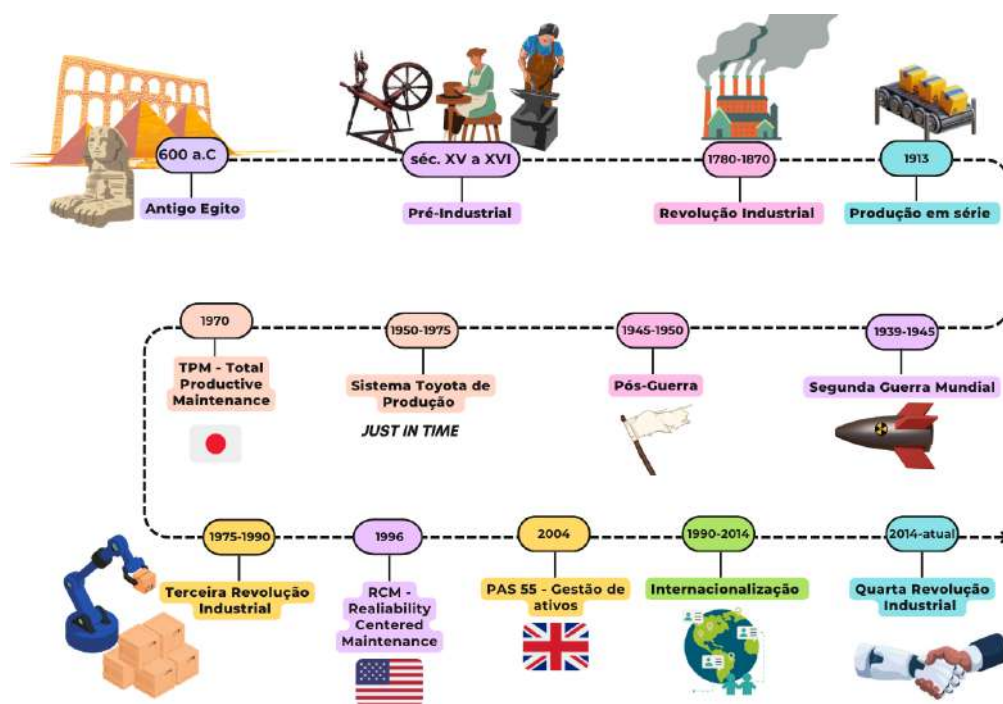 600 a.C
Antigo Egito
séc. XV a XVI
Pré-Industrial
1780-1870
Revolução Industrial
1913
Produção em série
1970
TPM - Total
Productive
Maintenance
1950-1975
Sistema Toyota de
Produção
JUST IN TIME
1945-1950
Pós-Guerra
1939-1945
Segunda Guerra Mundial
1975-1990
Terceira Revolução
Industrial
1996
RCM -
Realiability
Centered
Maintenance
2004
PAS 55 - Gestão de
ativos
1990-2014
Internacionalização
2014-atual
Quarta Revolução
Industrial